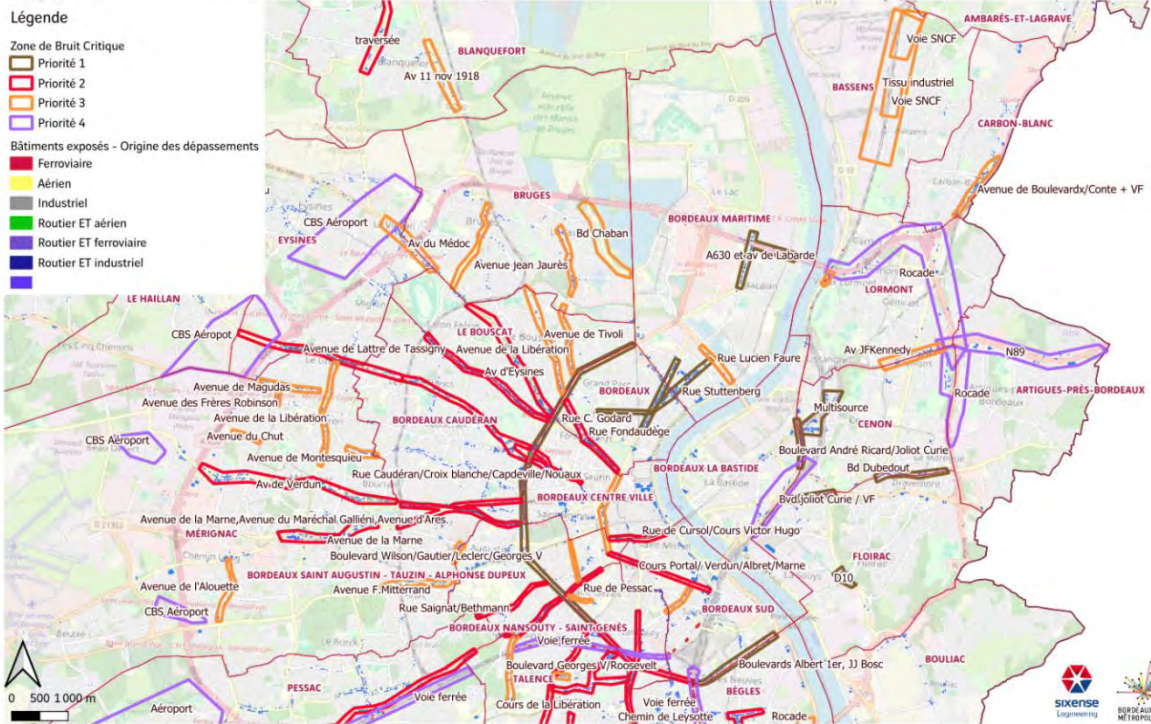 Légende
Zone de Bruit Critique
Priorité 1
Priorité 2
Priorité 3
Priorité 4
Bâtiments exposés - Origine des dépassements
Ferroviaire
Aérien
Industriel
Routier ET aérien
Routier ET ferroviaire
Routier ET industriel
traversée
BLANQUEFORT
Av 11 nov 1918
AMBARÈS-ET-LAGRAVE
Voie SNCF
BASSENS
Tissu industriel
Voie SNCF
CARBON-BLANC
Avenue de Boulevardx/Conte + VF
BRUGES
CBS Aéroport
EYSINES
Av du Médoc
Bd Chaban
Avenue jean Jaurès
BORDEAUX MARITIME
A630 et av de Labarde
Rocade
LORMONT
LE HAILLAN
CBS Aéropot
LE BOUSCAT
Avenue de Tivoli
Avenue de Lattre de Tassigny
Avenue de la Libération
Av d'Eysines
Rue Lucien Faure
Av JFKennedy
N89
ARTIGUES-PRÈS-BORDEAUX
Avenue de Magudas
Avenue des Frères Robinson
Avenue de la Libération
BORDEAUX CAUDÉRAN
BORDEAUX
Rue Stuttenberg
Rue C. Godard
Rue Fondaudège
Rocade
Multisource
CENON
CBS Aéroport
Avenue du Chut
Avenue de Montesquieu
Boulevard André Ricard/Joliot Curie
Rue Caudéran/Croix blanche/Capdeville/Nouaux
BORDEAUX LA BASTIDE
Bd Dubedout
Av de Verdun
BORDEAUX CENTRE VILLE
Bvd joliot Curie / VF
Avenue de la Marne,Avenue du Maréchal Galliéni,Avenue d'Ares
MÉRIGNAC
Avenue de la Marne
Rue de Cursol/Cours Victor Hugo
Boulevard Wilson/Gautier/Leclerc/Georges V
Cours Portal/ Verdun/Albret/Marne
FLOIRAC
D10
BORDEAUX SAINT AUGUSTIN - TAUZIN - ALPHONSE DUPEUX
Avenue de l'Alouette
Avenue F.Mitterrand
Rue de Pessac
CBS Aéroport
Rue Saignat/Bethmann
BORDEAUX SUD
BORDEAUX NANSOUTY - SAINT GENÈS
Voie ferrée
BOULIAC
Boulevard Georges V/Roosevelt
Boulevards Albert 1er, JJ Bosc
TALENCE
PESSAC
Voie ferrée
BÈGLES
Aéroport
Cours de la Libération
Voie ferrée
Chemin de Leysotte
Rocade
0 500 1 000 m
sixense
Engineering
BORDEAUX
MÉTROPOLE